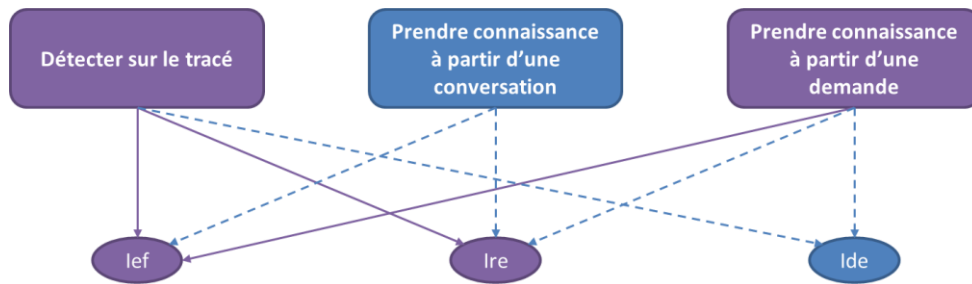 Détecter sur le tracé
Prendre connaissance
à partir d'une
conversation
Prendre connaissance
à partir d'une
demande
Ief
Ire
Ide